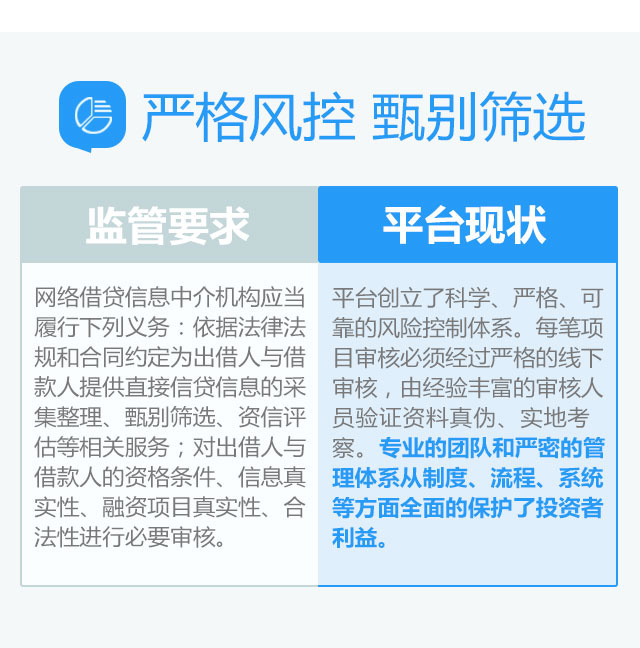 严格风控 甄别筛选
监管要求
网络借贷信息中介机构应当
履行下列义务：依据法律法
规和合同约定为出借人与借
款人提供直接信贷信息的采
集整理、甄别筛选、资信评
估等相关服务；对出借人与
借款人的资格条件、信息真
实性、融资项目真实性、合
法性进行必要审核。
平台现状
平台创立了科学、严格、可
靠的风险控制体系。每笔项
目审核必须经过严格的线下
审核，由经验丰富的审核人
员验证资料真伪、实地考
察。专业的团队和严密的管
理体系从制度、流程、系统
等方面全面的保护了投资者
利益。